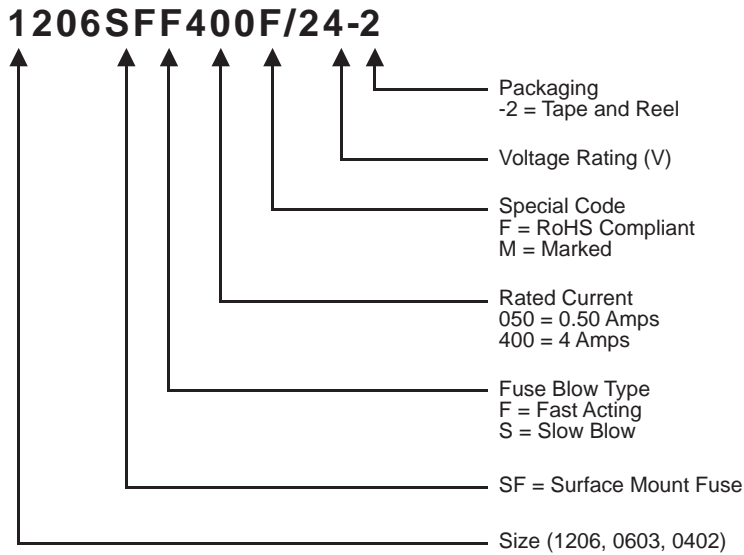 1206SFF400F/24-2
Packaging
-2 = Tape and Reel
Voltage Rating (V)
Special Code
F = RoHS Compliant
M = Marked
Rated Current
050 = 0.50 Amps
400 = 4 Amps
Fuse Blow Type
F = Fast Acting
S = Slow Blow
SF = Surface Mount Fuse
Size (1206, 0603, 0402)